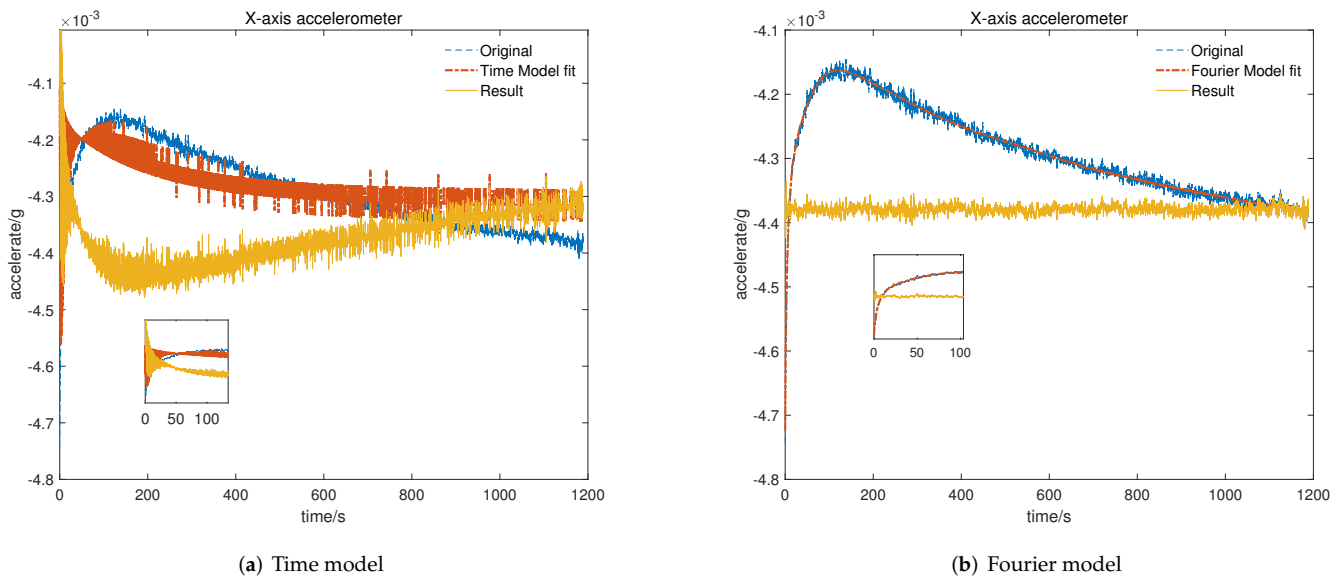 X-axis accelerometer
×10⁻³
Original
Time Model fit
Result
-4.1
-4.2
-4.3
-4.4
-4.5
-4.6
-4.7
-4.8
accelerate/g
0 50 100
0 200 400 600 800 1000 1200
time/s
(a) Time model
X-axis accelerometer
×10⁻³
Original
Fourier Model fit
Result
-4.1
-4.2
-4.3
-4.4
-4.5
-4.6
-4.7
-4.8
accelerate/g
0 50 100
0 200 400 600 800 1000 1200
time/s
(b) Fourier model